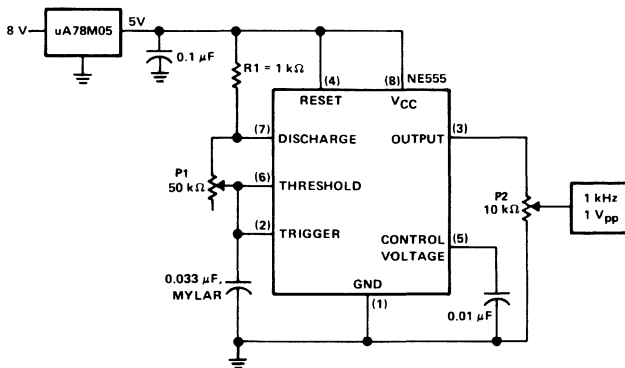 8 V
uA78M05
5V
0.1 μF
R1 = 1 kΩ
(4)
(8)
NE555
RESET
VCC
(7)
DISCHARGE
OUTPUT
(3)
P1
50 kΩ
(6)
THRESHOLD
P2
10 kΩ
1 kHz
1 Vpp
(2)
TRIGGER
CONTROL
VOLTAGE
(5)
0.033 μF,
MYLAR
GND
(1)
0.01 μF